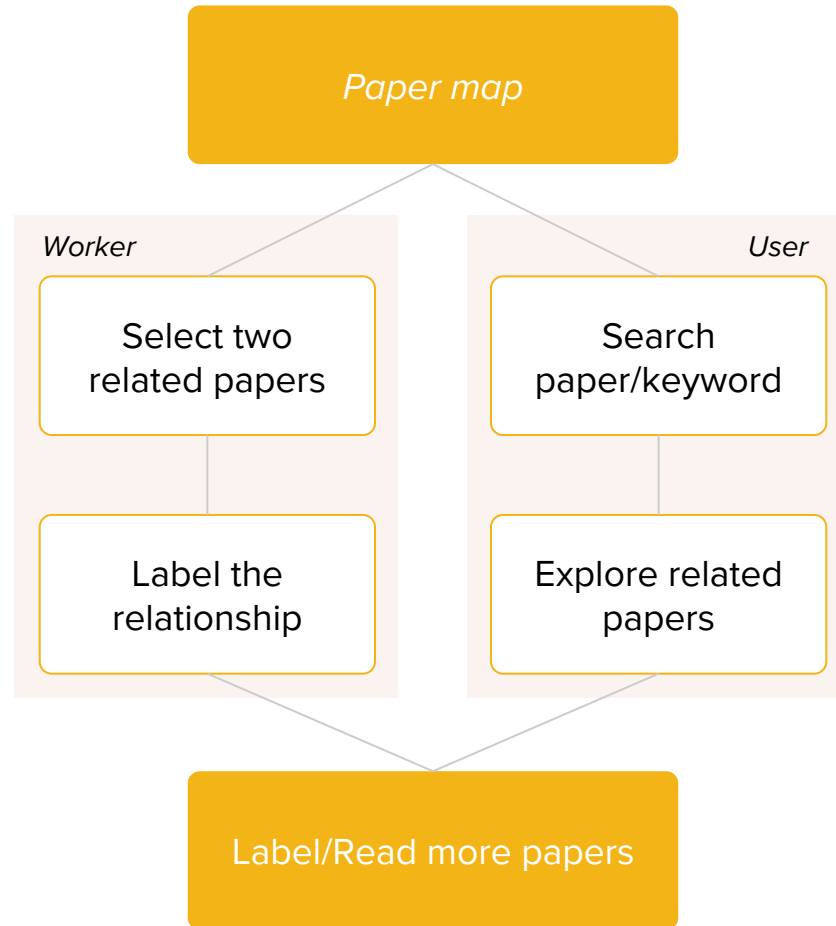 Paper map
Worker
Select two
related papers
Label the
relationship
User
Search
paper/keyword
Explore related
papers
Label/Read more papers